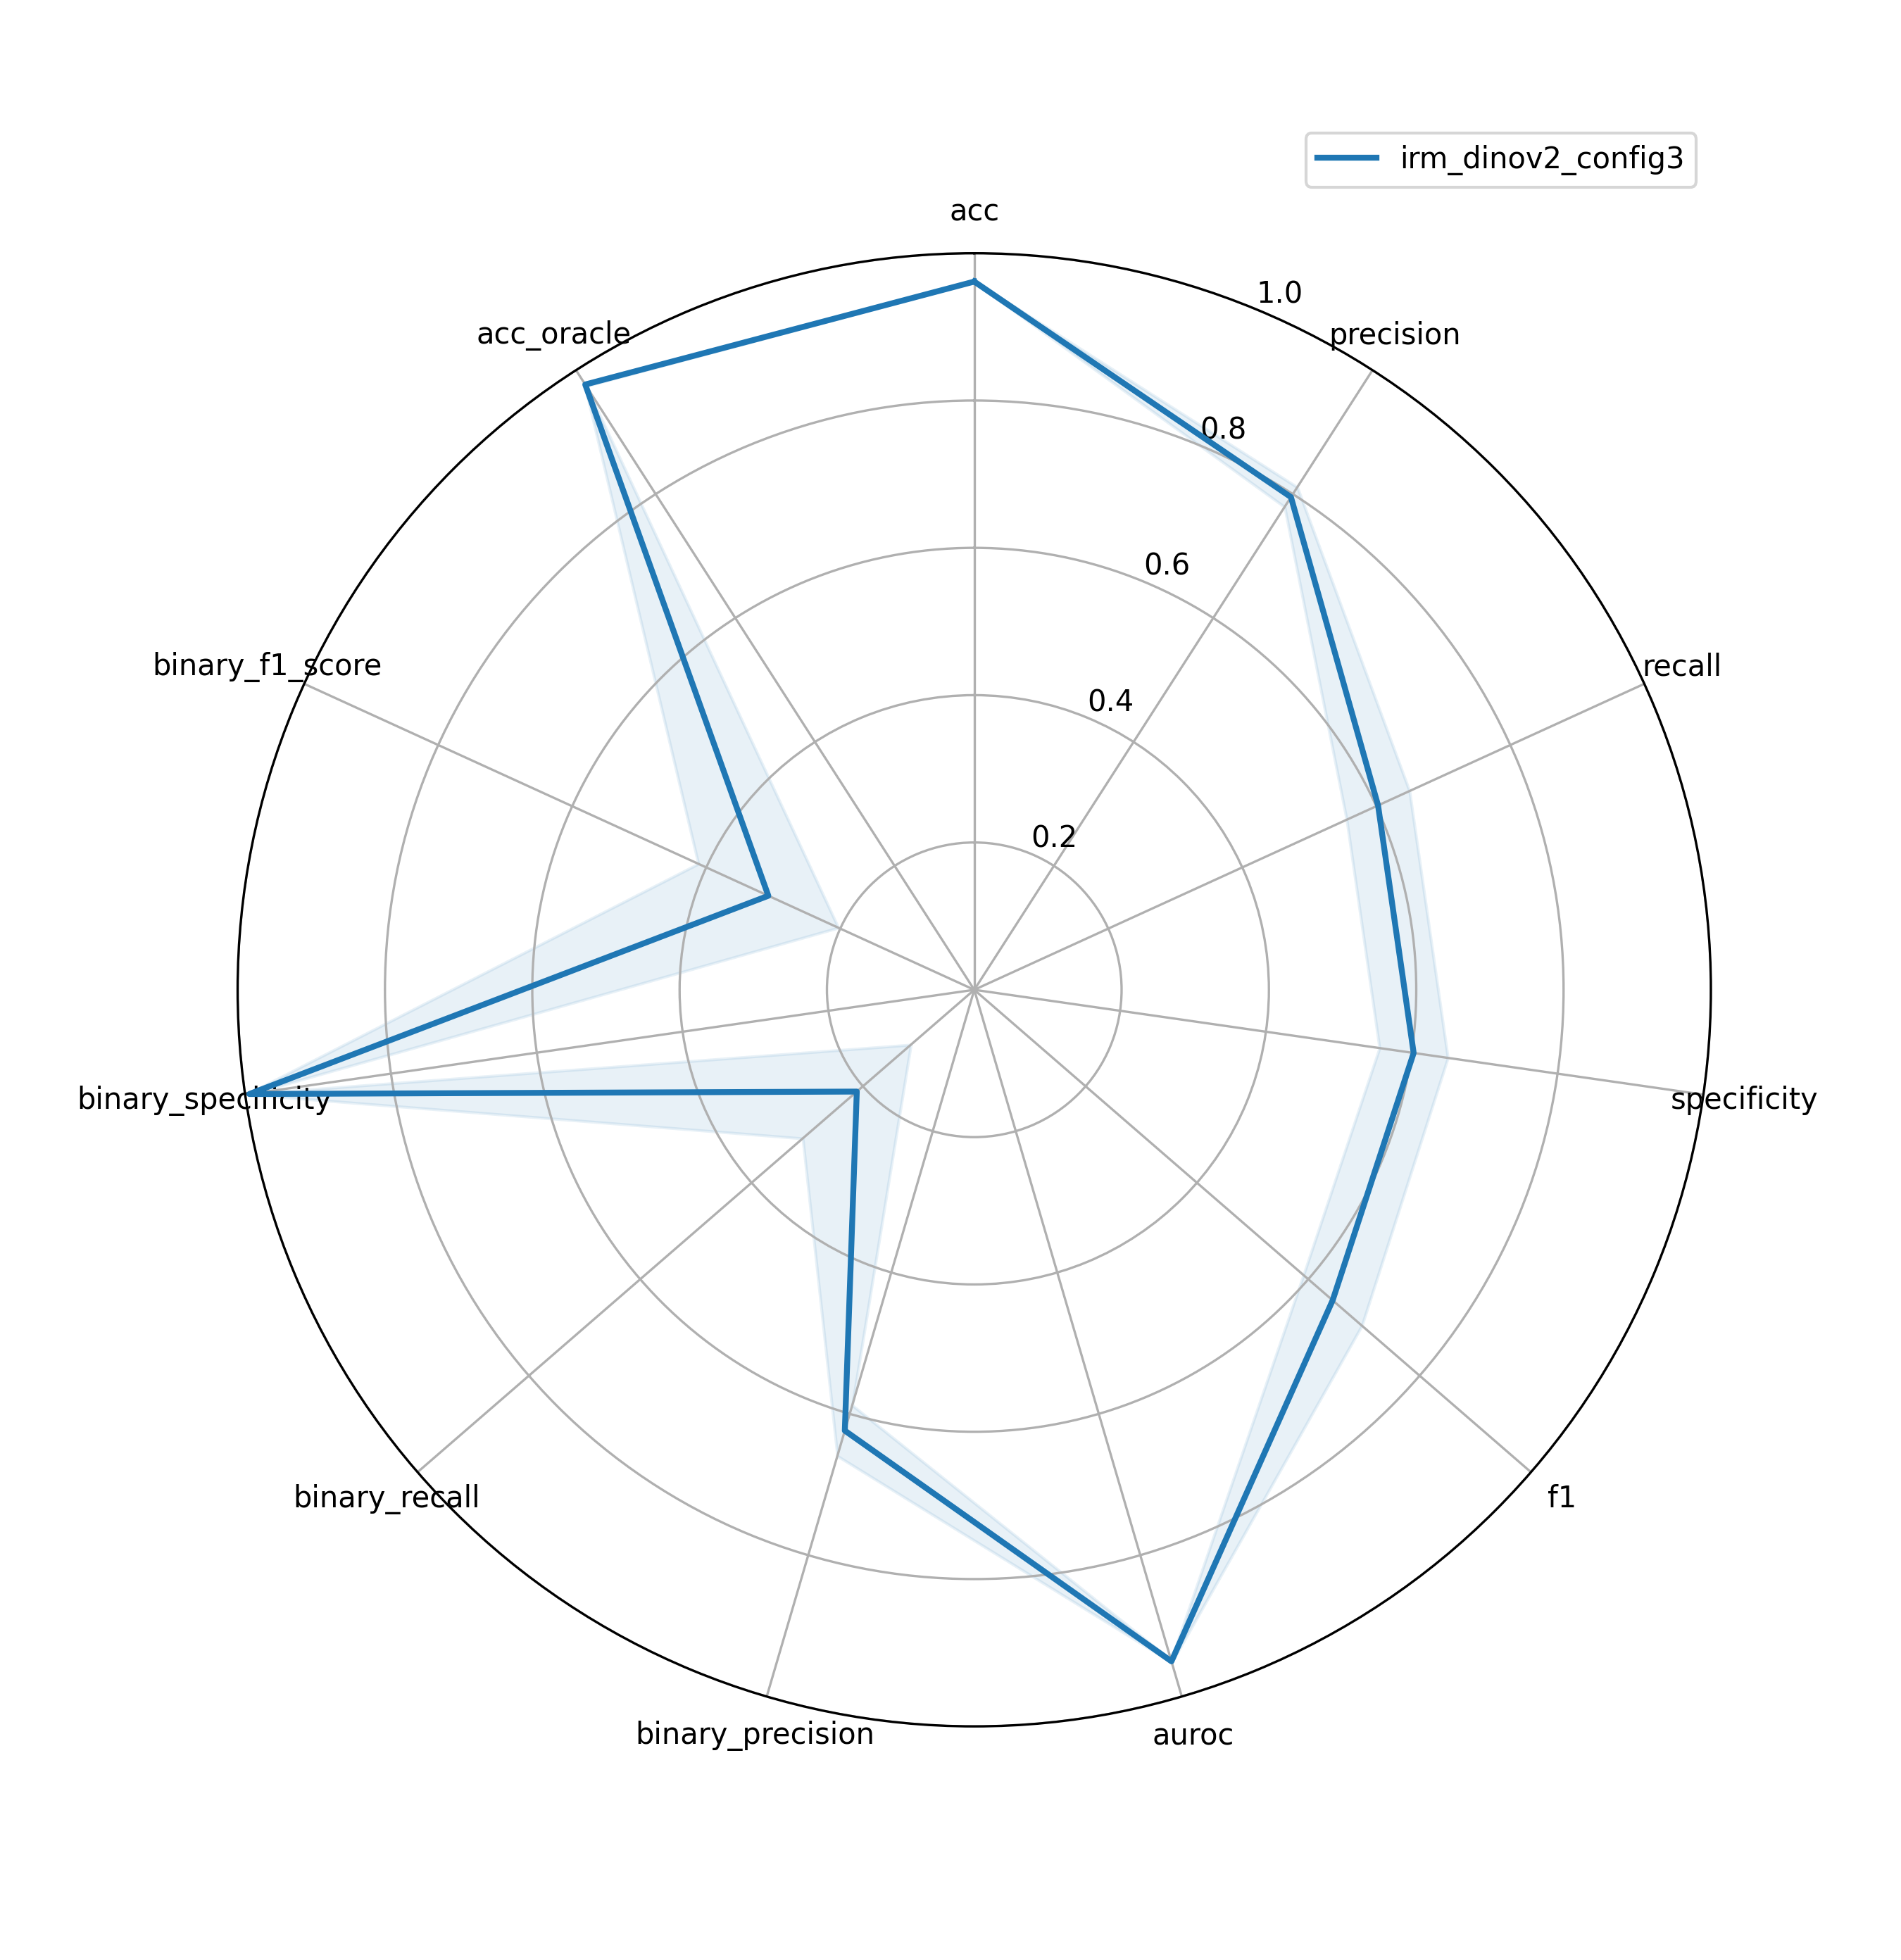 irm_dinov2_config3
acc
1.0
acc_oracle
precision
0.8
0.6
binary_f1_score
recall
0.4
0.2
binary_specificity
specificity
binary_recall
f1
binary_precision
auroc